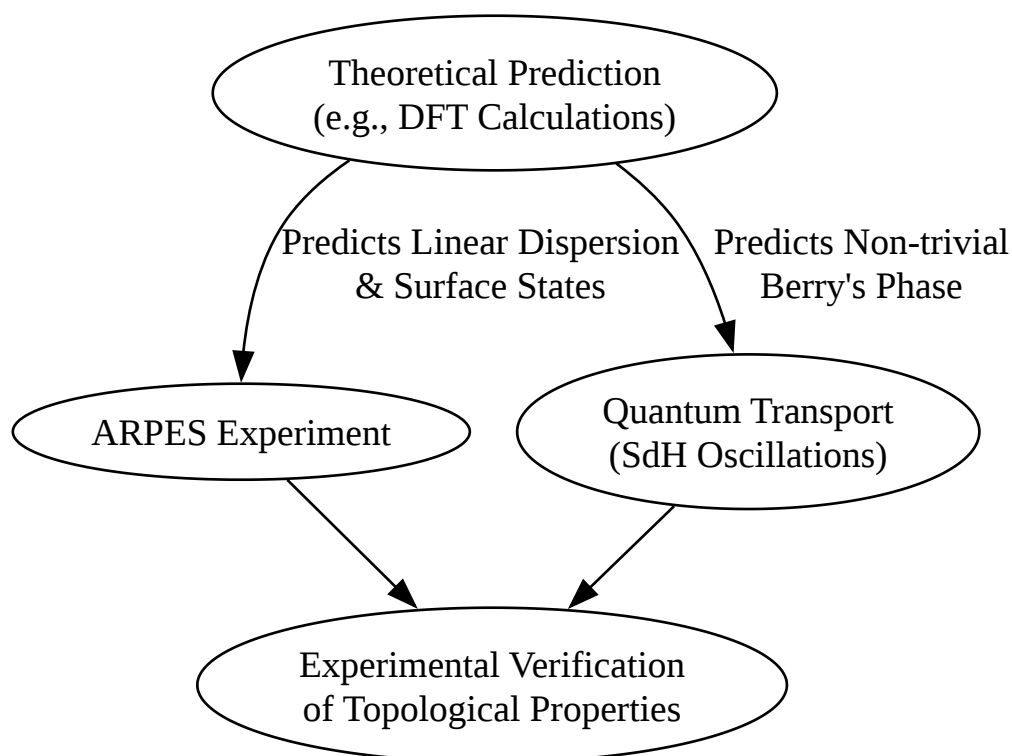 Theoretical Prediction
(e.g., DFT Calculations)
Predicts Linear Dispersion
& Surface States
Predicts Non-trivial
Berry's Phase
ARPES Experiment
Quantum Transport
(SdH Oscillations)
Experimental Verification
of Topological Properties